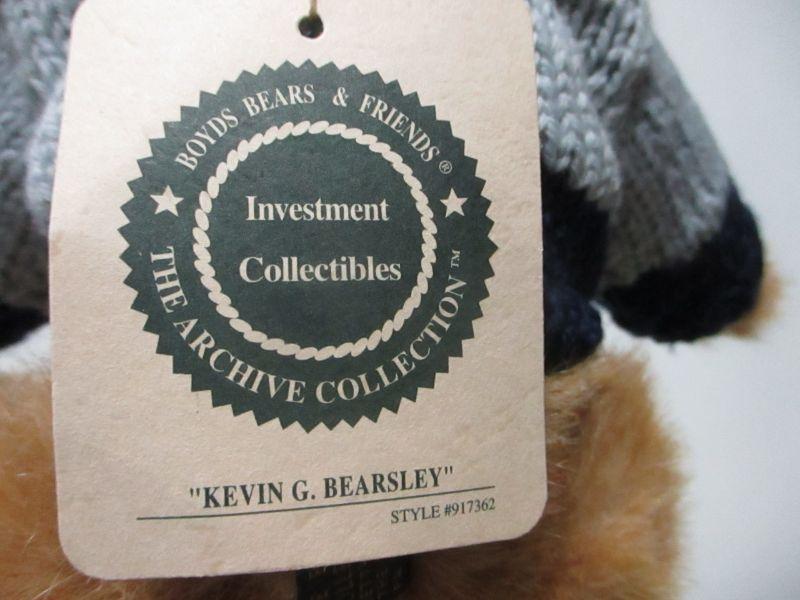 BOYDS BEARS & FRIENDS®
Investment
Collectibles
THE ARCHIVE COLLECTION™
"KEVIN G. BEARSLEY"
STYLE #917362